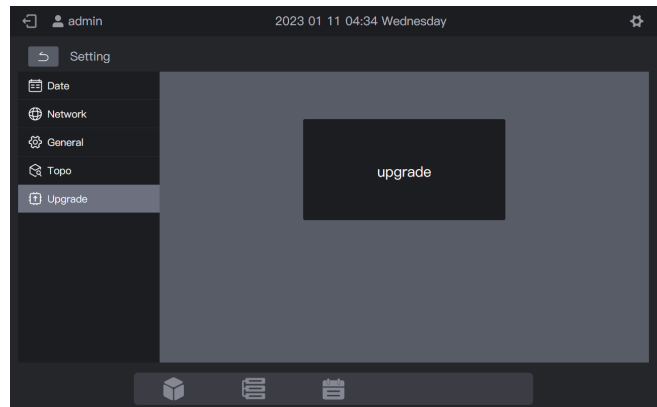 admin
2023 01 11 04:34 Wednesday
Setting
Date
Network
General
Topo
Upgrade
upgrade